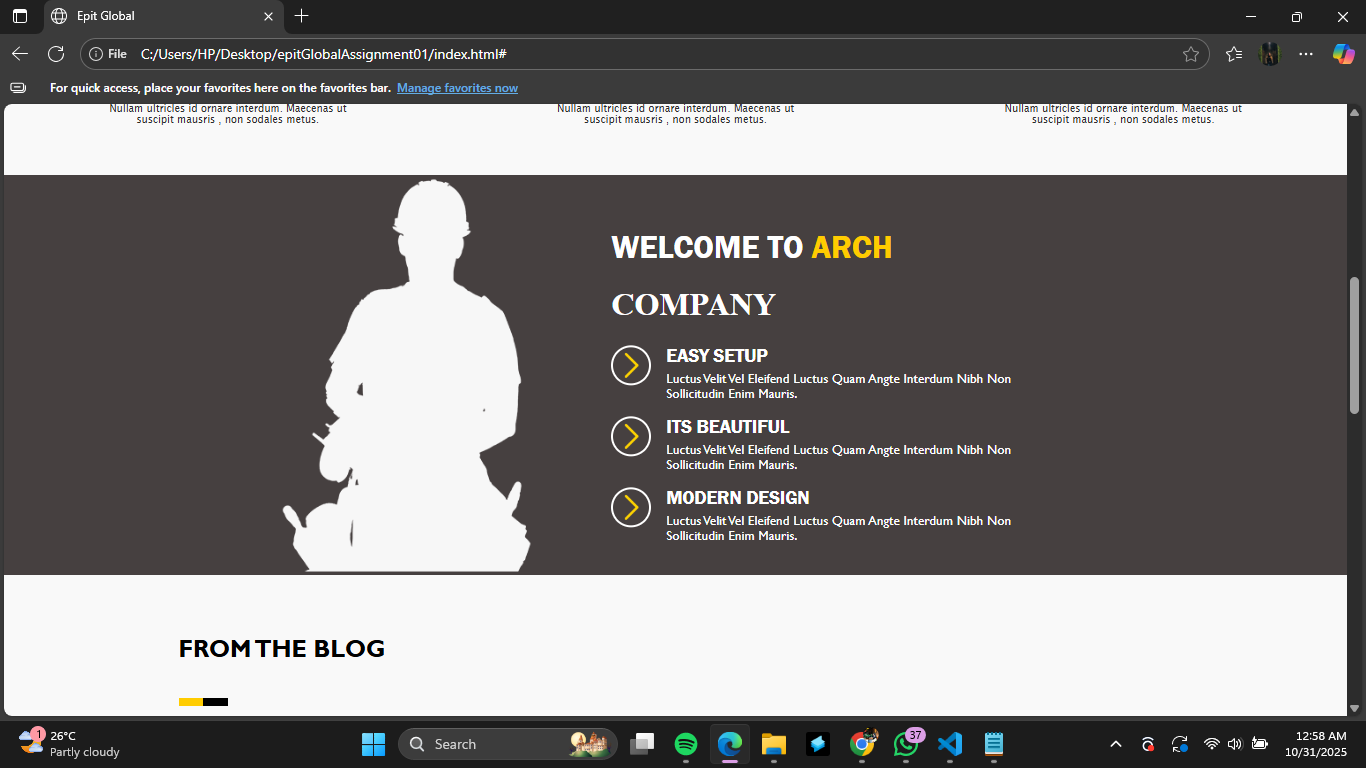 Epit Global
File C:/Users/HP/Desktop/epitGlobalAssignment01/index.html#
For quick access, place your favorites here on the favorites bar. Manage favorites now
Nullam ultricles id ornare interdum. Maecenas ut
suscipit mausris , non sodales metus.
Nullam ultricles id ornare interdum. Maecenas ut
suscipit mausris , non sodales metus.
Nullam ultricles id ornare interdum. Maecenas ut
suscipit mausris , non sodales metus.
WELCOME TO ARCH
COMPANY
EASY SETUP
Luctus Velit Vel Eleifend Luctus Quam Angte Interdum Nibh Non
Sollicitudin Enim Mauris.
ITS BEAUTIFUL
Luctus Velit Vel Eleifend Luctus Quam Angte Interdum Nibh Non
Sollicitudin Enim Mauris.
MODERN DESIGN
Luctus Velit Vel Eleifend Luctus Quam Angte Interdum Nibh Non
Sollicitudin Enim Mauris.
FROM THE BLOG
1
26°C
Partly cloudy
Search
37
12:58 AM
10/31/2025